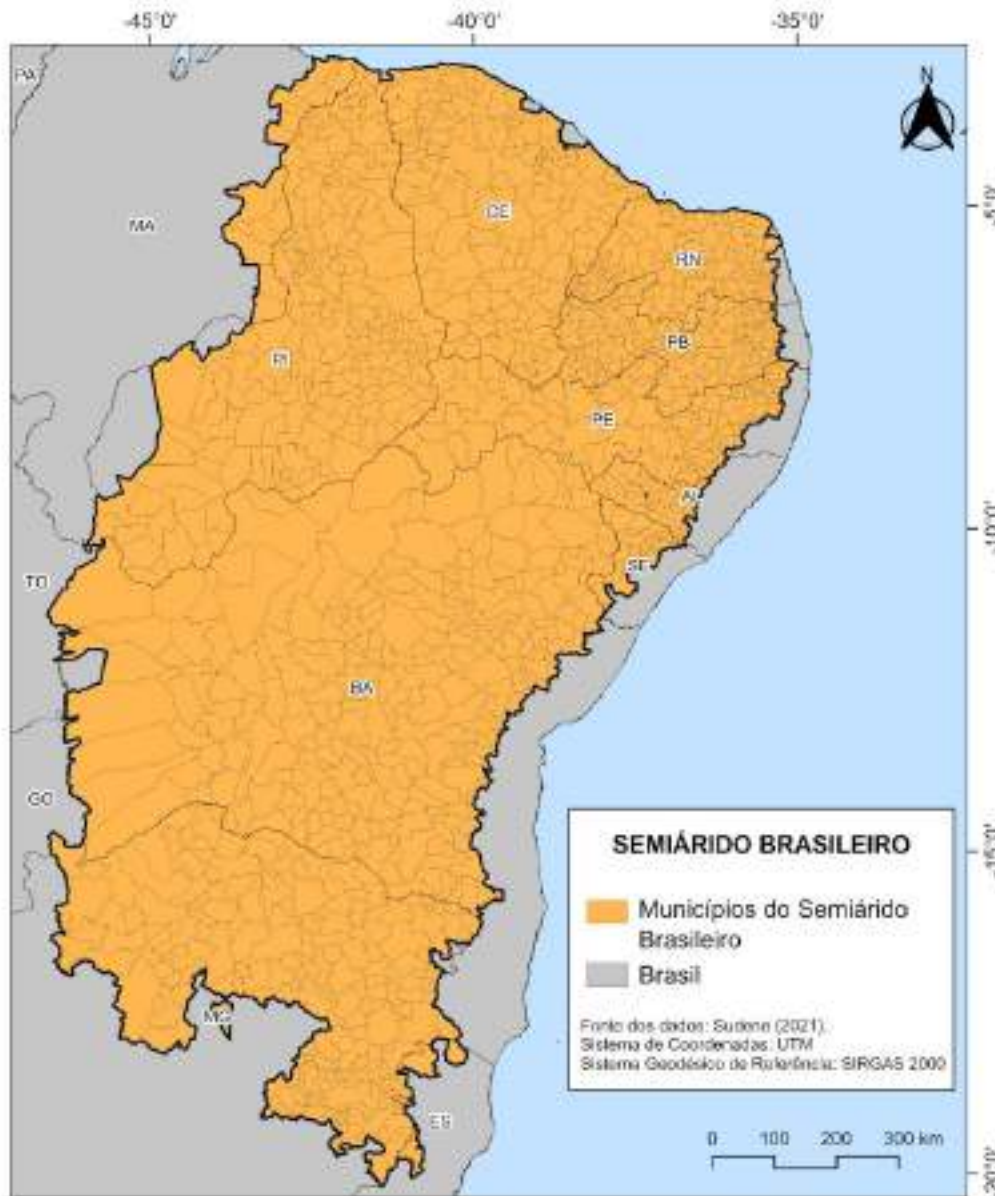 -45°0' -40°0' -35°0'
PA
N
MA
CE
-5°0'
RN
PB
PI
PE
AL
-10°0'
SE
TO
BA
GO
-15°0'
SEMIÁRIDO BRASILEIRO
Municípios do Semiárido
Brasileiro
Brasil
MG
Fonte dos dados: Sudene (2021).
Sistema de Coordenadas: UTM
Sistema Geodésico de Referência: SIRGAS 2000
ES
0 100 200 300 km
-20°0'